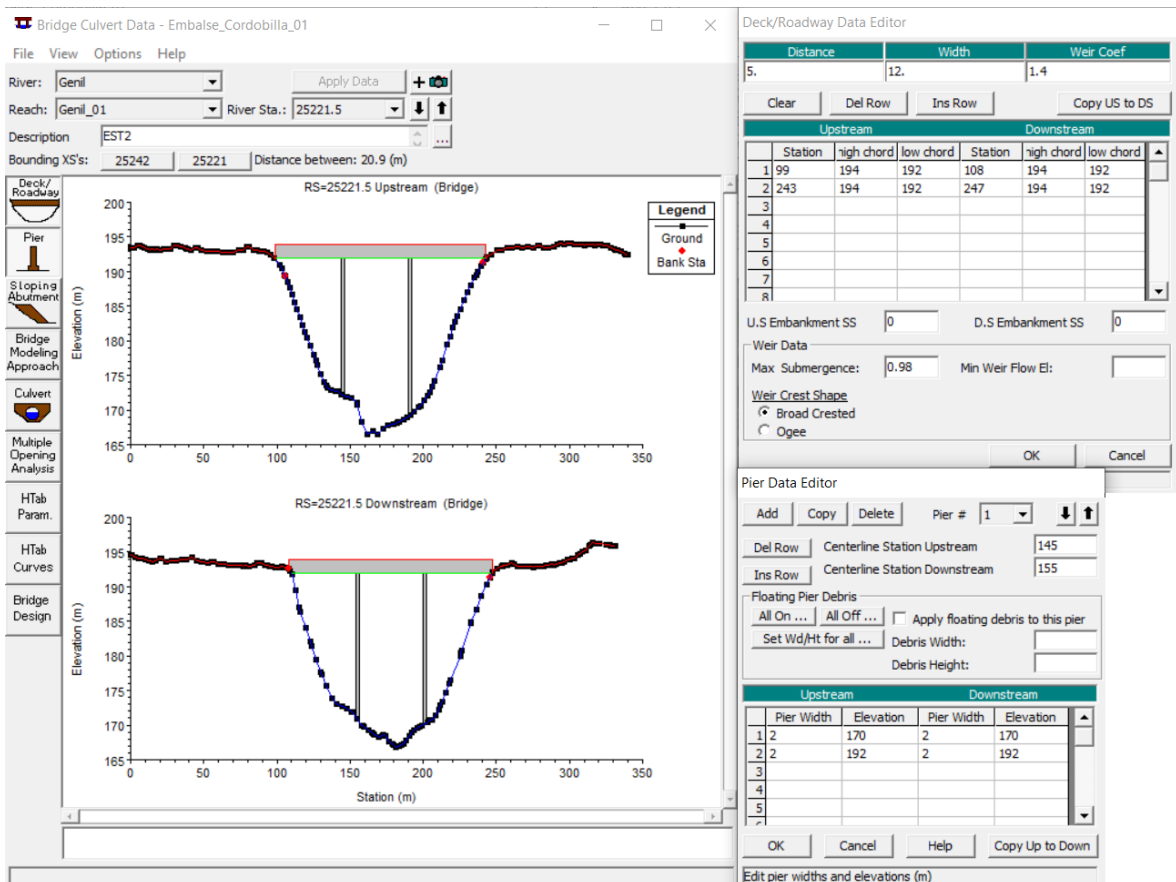 Bridge Culvert Data - Embalse_Cordobilla_01
File View Options Help
River: Genil Apply Data +
Reach: Genil_01 River Sta.: 25221.5
Description EST2 ...
Bounding XS's: 25242 25221 Distance between: 20.9 (m)
Deck/
Roadway
Pier
Sloping
Abutment
Bridge
Modeling
Approach
Culvert
Multiple
Opening
Analysis
HTab
Param.
HTab
Curves
Bridge
Design
RS=25221.5 Upstream (Bridge)
200
195
190
185
180
175
170
165
Elevation (m)
0 50 100 150 200 250 300 350
Legend
Ground
Bank Sta
RS=25221.5 Downstream (Bridge)
200
195
190
185
180
175
170
165
Elevation (m)
0 50 100 150 200 250 300 350
Station (m)
Deck/Roadway Data Editor
Distance Width Weir Coef
5. 12. 1.4
Clear Del Row Ins Row Copy US to DS
Upstream Downstream
Station high chord low chord Station high chord low chord
1 99 194 192 108 194 192
2 243 194 192 247 194 192
3
4
5
6
7
8
U.S Embankment SS 0 D.S Embankment SS 0
Weir Data
Max Submergence: 0.98 Min Weir Flow El:
Weir Crest Shape
Broad Crested
Ogee
OK Cancel
Pier Data Editor
Add Copy Delete Pier # 1
Del Row Centerline Station Upstream 145
Ins Row Centerline Station Downstream 155
Floating Pier Debris
All On ... All Off ... Apply floating debris to this pier
Set Wd/Ht for all ... Debris Width:
Debris Height:
Upstream Downstream
Pier Width Elevation Pier Width Elevation
1 2 170 2 170
2 2 192 2 192
3
4
5
OK Cancel Help Copy Up to Down
Edit pier widths and elevations (m)